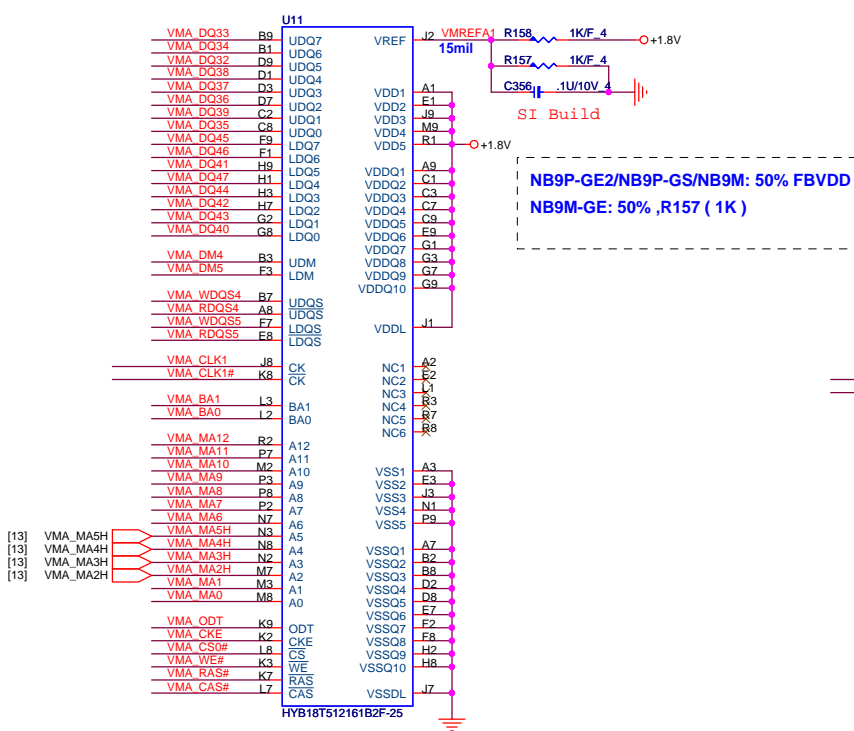 U11
VMA_DQ33 B9 UDQ7 VREF J2 VMREFA1 R158 1K/F_4 +1.8V
15mil
VMA_DQ34 B1 UDQ6
VMA_DQ32 D9 UDQ5 R157 1K/F_4
VMA_DQ38 D1 UDQ4
VMA_DQ37 D3 UDQ3 VDD1 A1 C356 .1U/10V_4
VMA_DQ36 D7 UDQ2 VDD2 E1
VMA_DQ39 C2 UDQ1 VDD3 J9 SI Build
VMA_DQ35 C8 UDQ0 VDD4 M9
VMA_DQ45 F9 LDQ7 VDD5 R1 +1.8V
VMA_DQ46 F1 LDQ6
VMA_DQ41 H9 LDQ5 VDDQ1 A9
VMA_DQ47 H1 LDQ4 VDDQ2 C1
VMA_DQ44 H3 LDQ3 VDDQ3 C3
VMA_DQ42 H7 LDQ2 VDDQ4 C7
VMA_DQ43 G2 LDQ1 VDDQ5 C9
VMA_DQ40 G8 LDQ0 VDDQ6 E9
VDDQ7 G1
VMA_DM4 B3 UDM VDDQ8 G3
VMA_DM5 F3 LDM VDDQ9 G7
VDDQ10 G9
NB9P-GE2/NB9P-GS/NB9M: 50% FBVDD
NB9M-GE: 50% ,R157 ( 1K )
VMA_WDQS4 B7 UDQS
VMA_RDQS4 A8 UDQS
VMA_WDQS5 F7 LDQS VDDL J1
VMA_RDQS5 E8 LDQS
VMA_CLK1 J8 CK NC1 A2
VMA_CLK1# K8 CK NC2 E2
NC3 L1
VMA_BA1 L3 BA1 NC4 R3
VMA_BA0 L2 BA0 NC5 R7
NC6 R8
VMA_MA12 R2 A12
VMA_MA11 P7 A11
VMA_MA10 M2 A10 VSS1 A3
VMA_MA9 P3 A9 VSS2 E3
VMA_MA8 P8 A8 VSS3 J3
VMA_MA7 P2 A7 VSS4 N1
VMA_MA6 N7 A6 VSS5 P9
[13] VMA_MA5H VMA_MA5H N3 A5
[13] VMA_MA4H VMA_MA4H N8 A4 VSSQ1 A7
[13] VMA_MA3H VMA_MA3H N2 A3 VSSQ2 B2
[13] VMA_MA2H VMA_MA2H M7 A2 VSSQ3 B8
VMA_MA1 M3 A1 VSSQ4 D2
VMA_MA0 M8 A0 VSSQ5 D8
VSSQ6 E7
VMA_ODT K9 ODT VSSQ7 F2
VMA_CKE K2 CKE VSSQ8 F8
VMA_CS0# L8 CS VSSQ9 H2
VMA_WE# K3 WE VSSQ10 H8
VMA_RAS# K7 RAS
VMA_CAS# L7 CAS VSSDL J7
HYB18T512161B2F-25